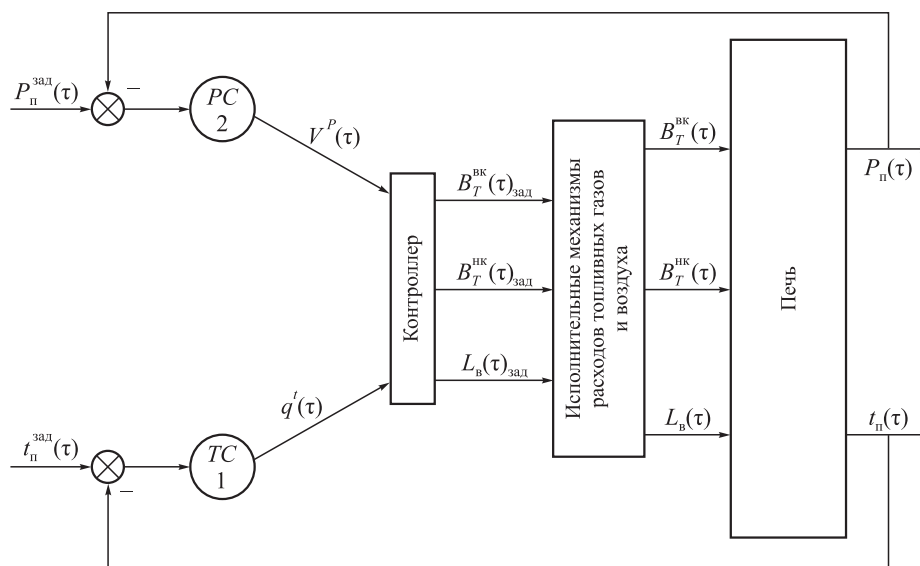 P_п^зад(τ)
–
PC
2
V^P(τ)
B_T^вк(τ)_зад
B_T^нк(τ)_зад
L_в(τ)_зад
Контроллер
q^t(τ)
t_п^зад(τ)
–
TC
1
Исполнительные механизмы
расходов топливных газов
и воздуха
B_T^вк(τ)
B_T^нк(τ)
L_в(τ)
Печь
P_п(τ)
t_п(τ)